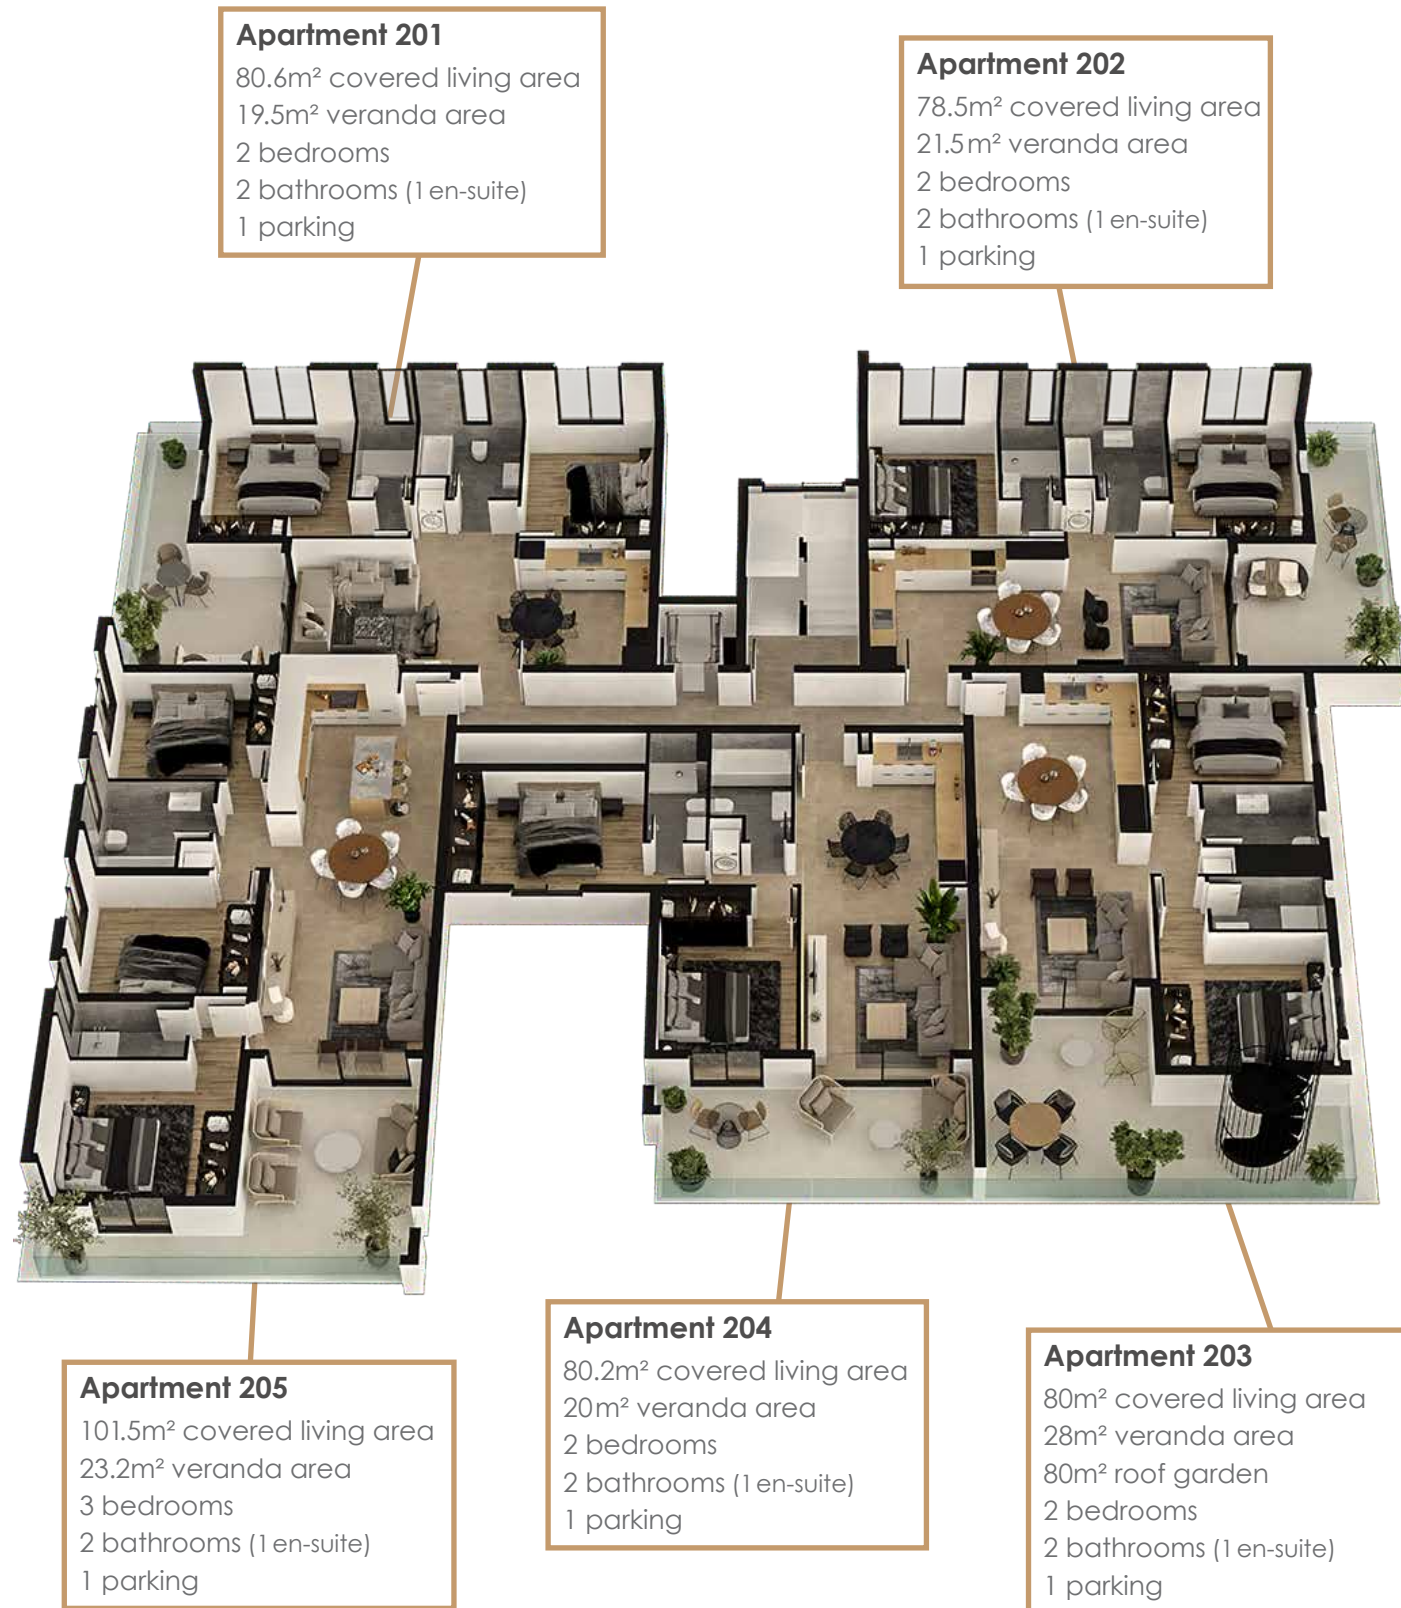 Apartment 201
80.6m² covered living area
19.5m² veranda area
2 bedrooms
2 bathrooms (1 en-suite)
1 parking
Apartment 202
78.5m² covered living area
21.5m² veranda area
2 bedrooms
2 bathrooms (1 en-suite)
1 parking
Apartment 205
101.5m² covered living area
23.2m² veranda area
3 bedrooms
2 bathrooms (1 en-suite)
1 parking
Apartment 204
80.2m² covered living area
20m² veranda area
2 bedrooms
2 bathrooms (1 en-suite)
1 parking
Apartment 203
80m² covered living area
28m² veranda area
80m² roof garden
2 bedrooms
2 bathrooms (1 en-suite)
1 parking